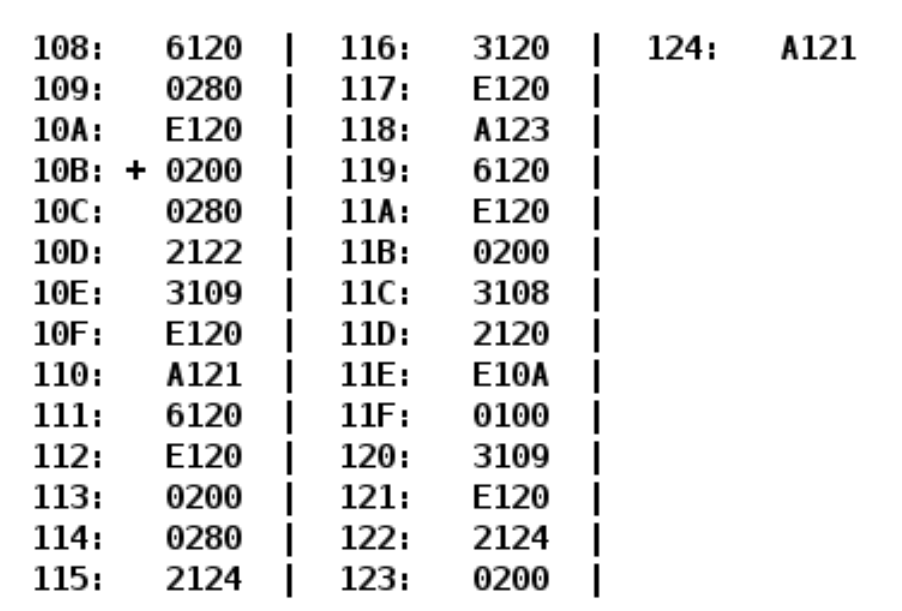 108: 6120 | 116: 3120 | 124: A121
109: 0280 | 117: E120 |
10A: E120 | 118: A123 |
10B: + 0200 | 119: 6120 |
10C: 0280 | 11A: E120 |
10D: 2122 | 11B: 0200 |
10E: 3109 | 11C: 3108 |
10F: E120 | 11D: 2120 |
110: A121 | 11E: E10A |
111: 6120 | 11F: 0100 |
112: E120 | 120: 3109 |
113: 0200 | 121: E120 |
114: 0280 | 122: 2124 |
115: 2124 | 123: 0200 |